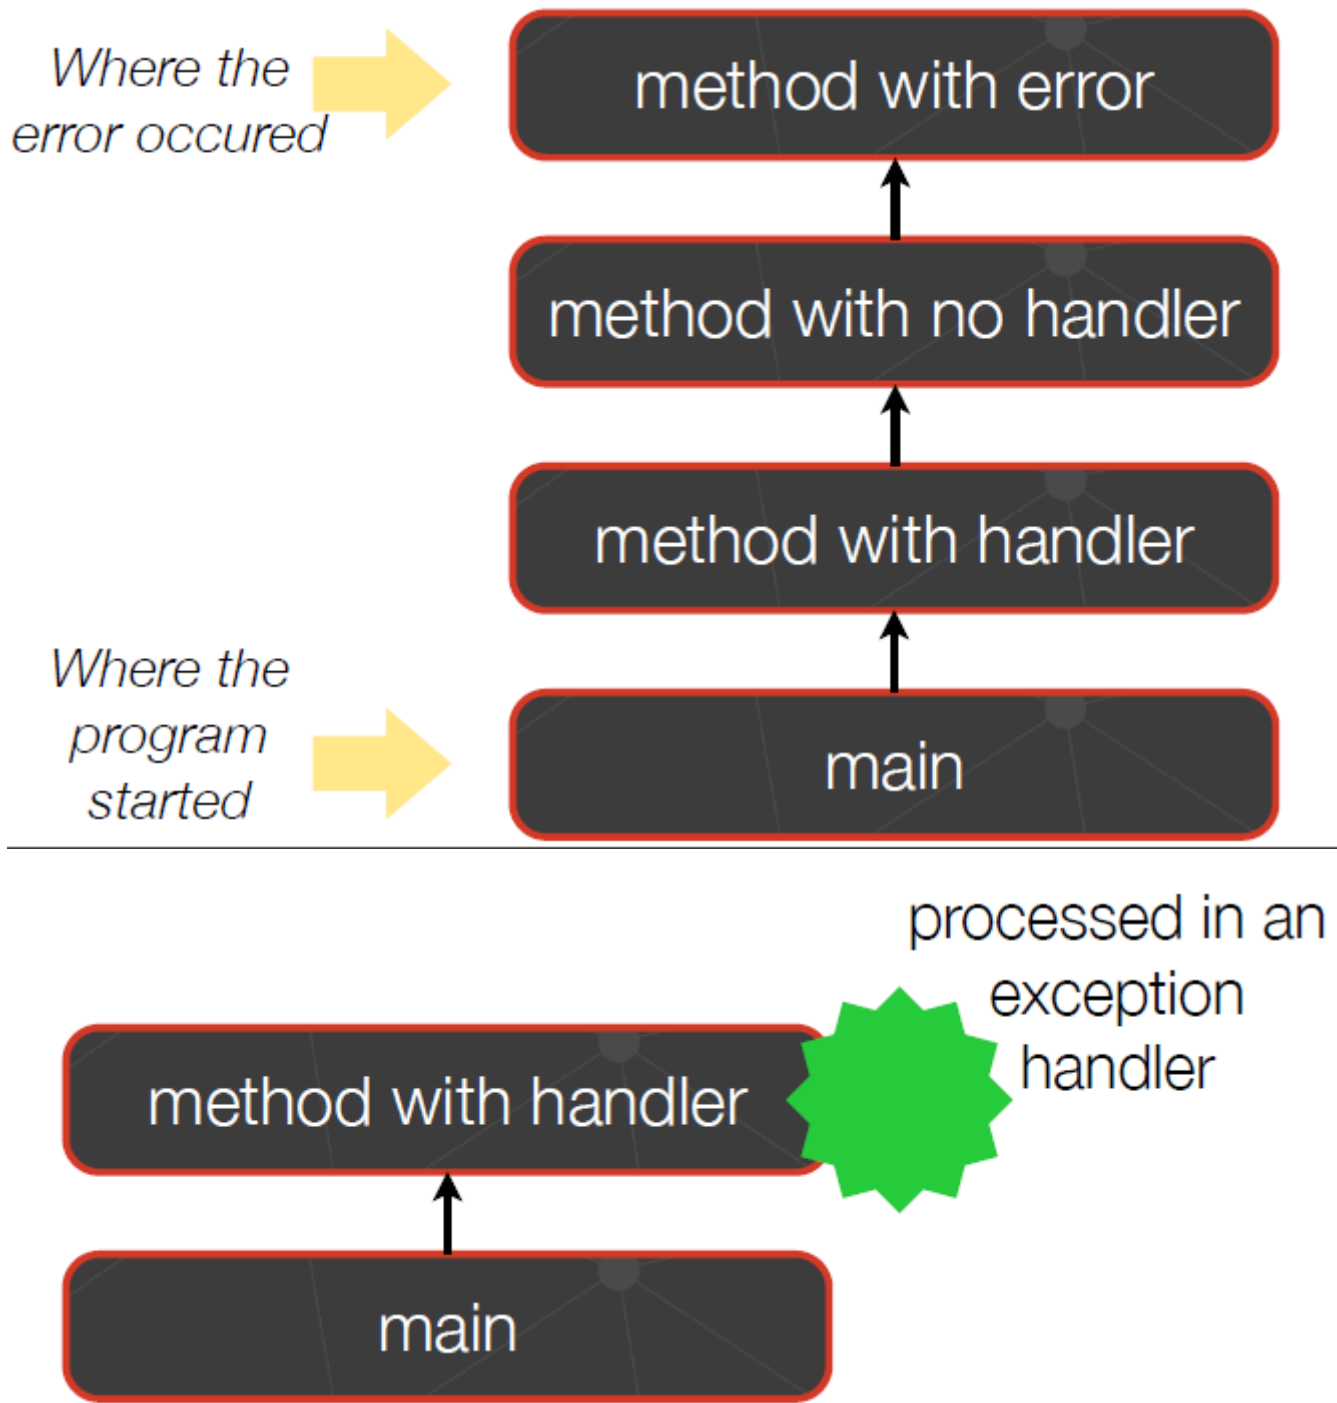 Where the
error occured
method with error
method with no handler
method with handler
Where the
program
started
main
processed in an
exception
handler
method with handler
main